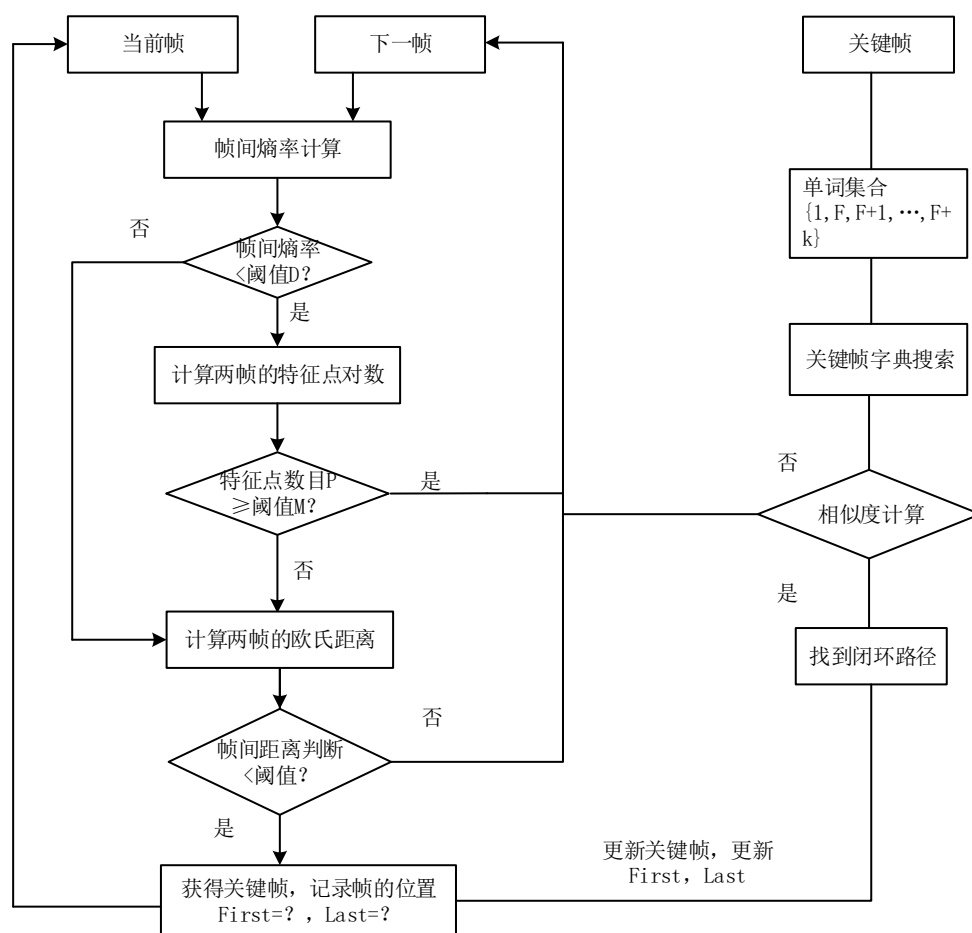 当前帧
下一帧
关键帧
帧间熵率计算
单词集合
{1,F,F+1,…,F+
k}
否
帧间熵率
<阈值D?
是
计算两帧的特征点对数
关键帧字典搜索
特征点数目P
≥阈值M?
是
否
相似度计算
否
是
计算两帧的欧氏距离
找到闭环路径
否
帧间距离判断
<阈值?
是
更新关键帧，更新
First，Last
获得关键帧，记录帧的位置
First=?，Last=?